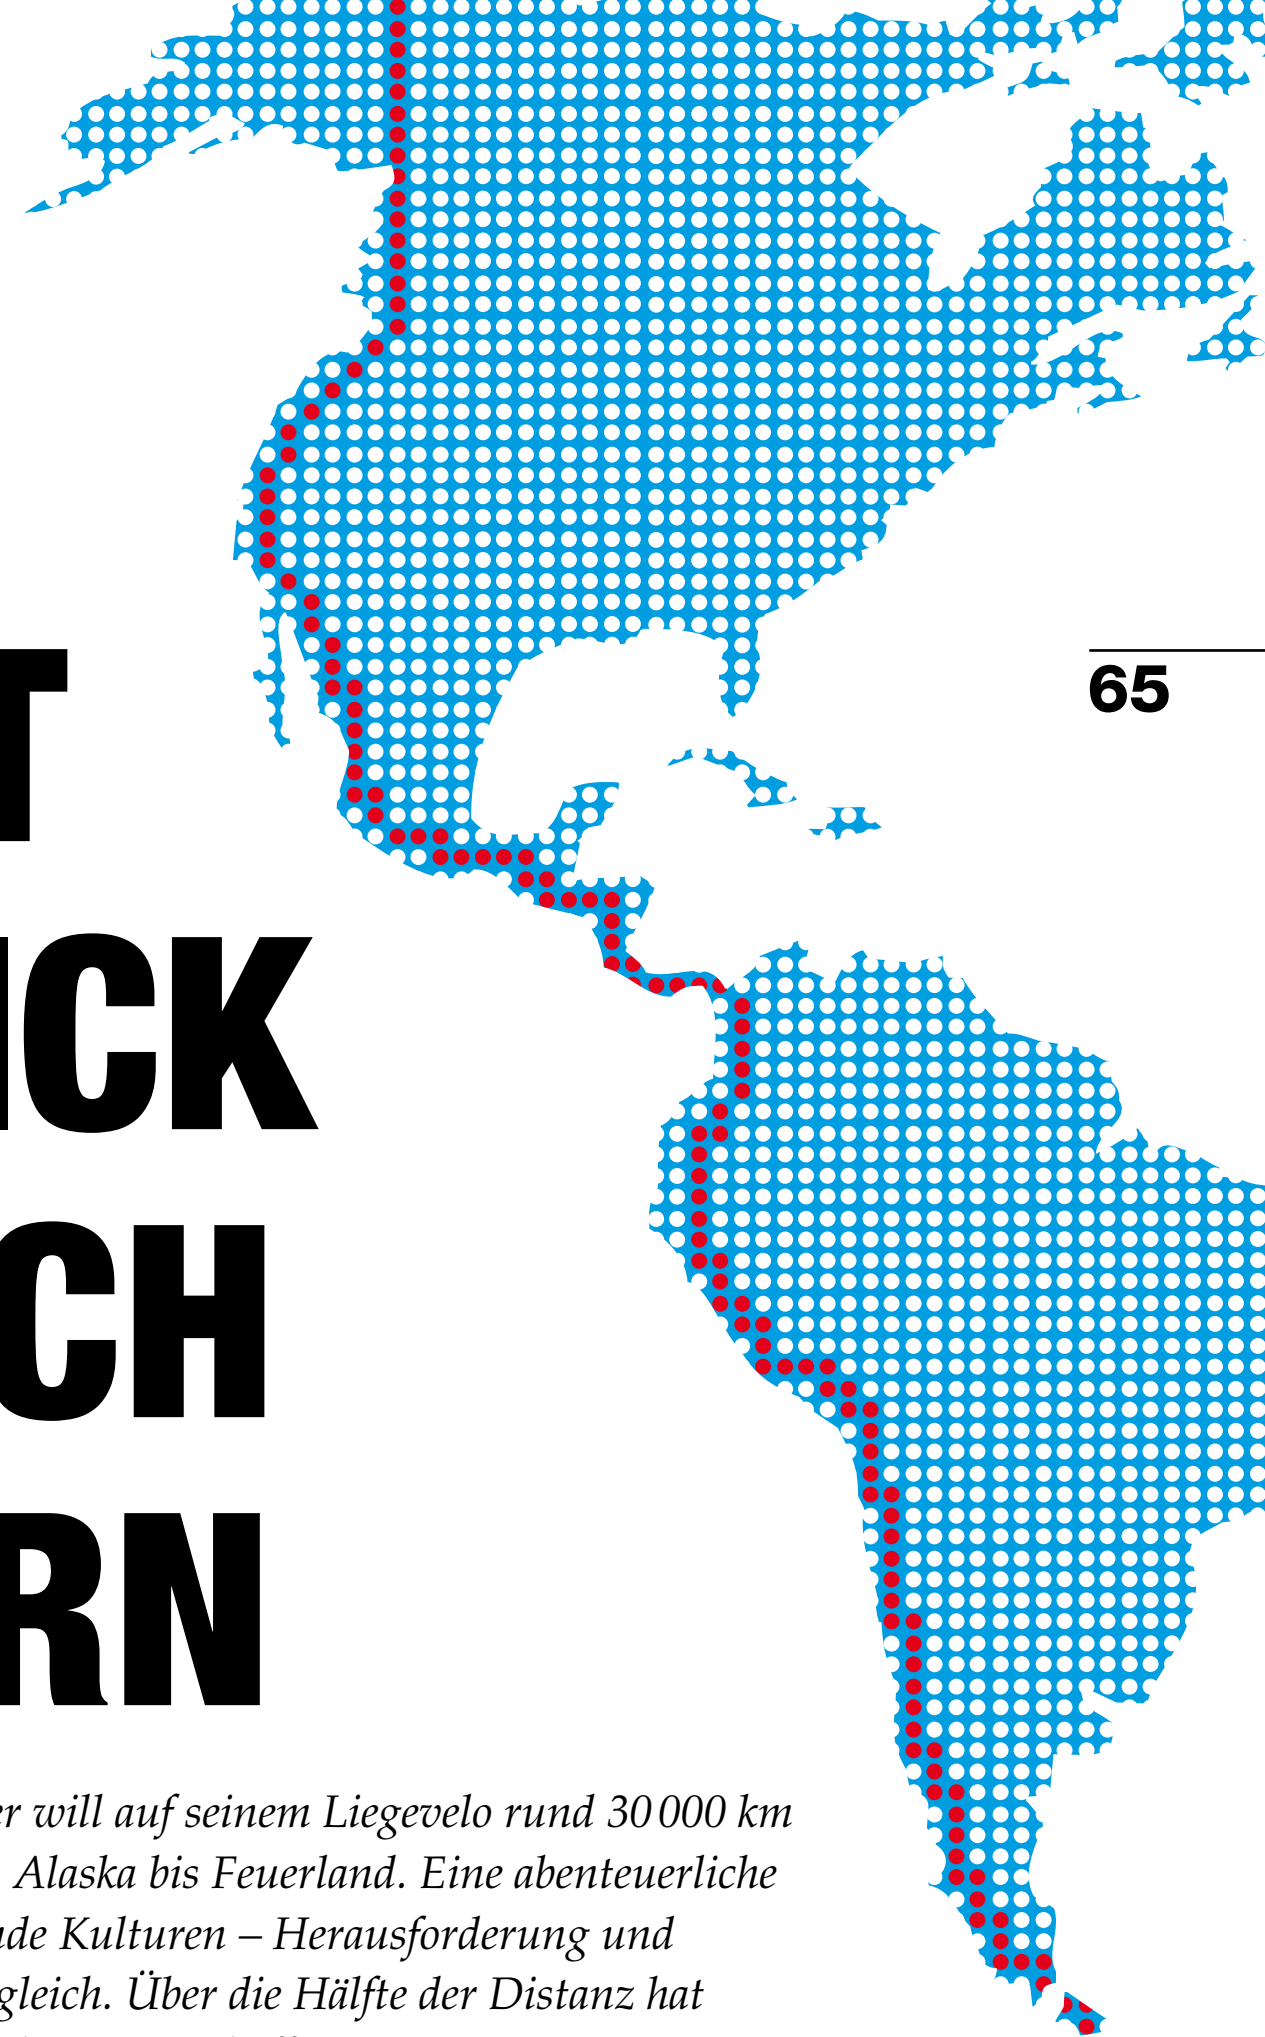 65
T
ICK
CH
RN
er will auf seinem Liegevelo rund 30 000 km
Alaska bis Feuerland. Eine abenteuerliche
de Kulturen – Herausforderung und
gleich. Über die Hälfte der Distanz hat